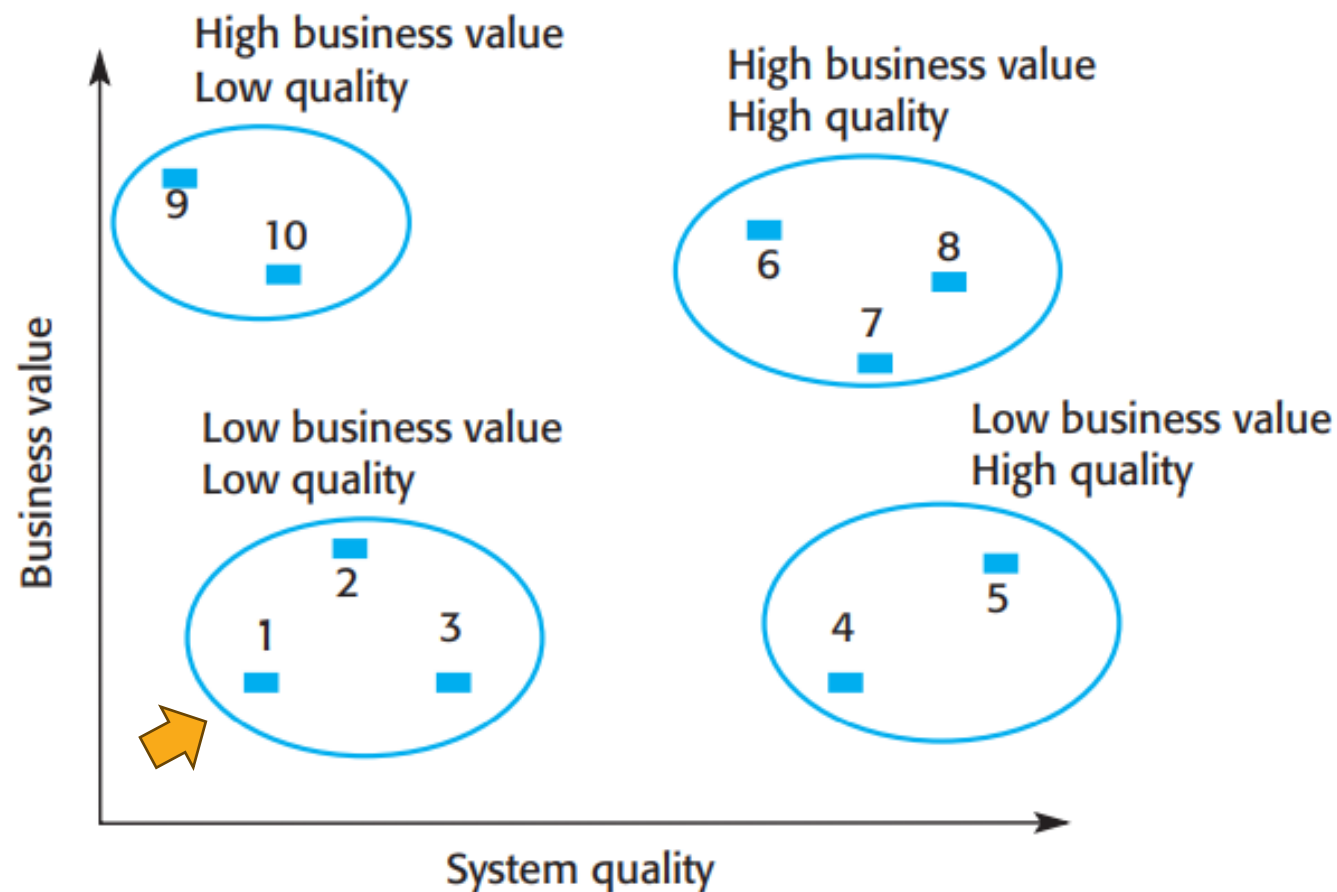 High business value
Low quality
High business value
High quality
9
10
6
8
7
Business value
Low business value
Low quality
Low business value
High quality
2
1
3
5
4
System quality